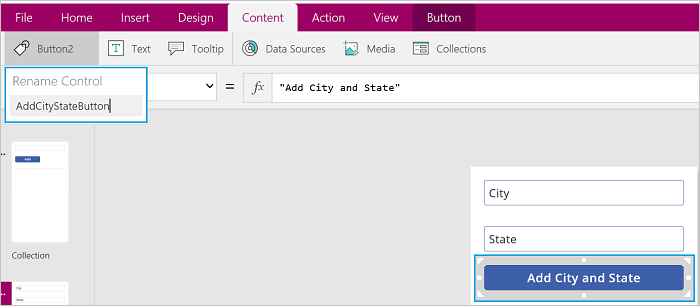 File Home Insert Design Content Action View Button
Button2 Text Tooltip Data Sources Media Collections
Rename Control
AddCityStateButton
= fx "Add City and State"
Add
Collection
City
State
City
State
Add City and State